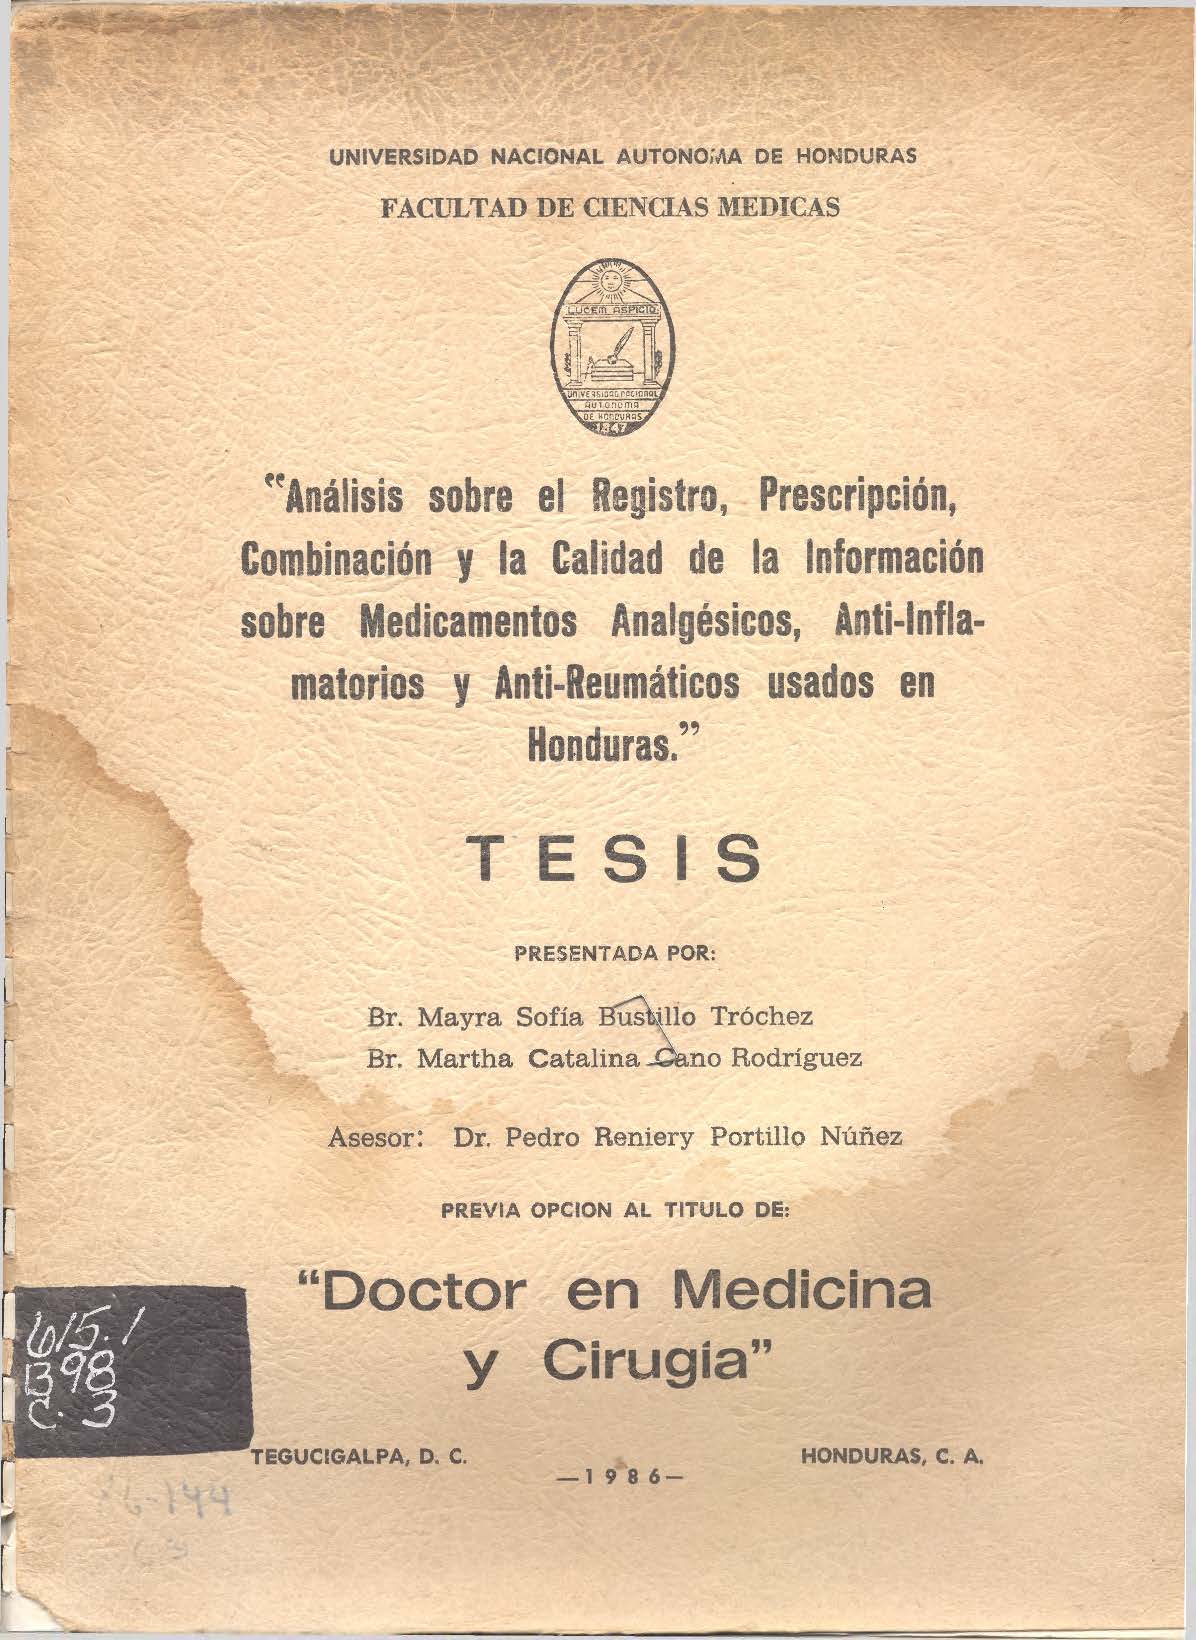 UNIVERSIDAD NACIONAL AUTONOMA DE HONDURAS
FACULTAD DE CIENCIAS MEDICAS
LUCEM ASPICIO
UNIVERSIDAD NACIONAL
AUTONOMA
DE HONDURAS
1847
"Análisis sobre el Registro, Prescripción,
Combinación y la Calidad de la Información
sobre Medicamentos Analgésicos, Anti-Infla-
matorios y Anti-Reumáticos usados en
Honduras."
TESIS
PRESENTADA POR:
Br. Mayra Sofía Bustillo Tróchez
Br. Martha Catalina Cano Rodríguez
Asesor: Dr. Pedro Reniery Portillo Núñez
PREVIA OPCION AL TITULO DE:
"Doctor en Medicina
y Cirugía"
615.1
B98
C. 3
TEGUCIGALPA, D. C. HONDURAS, C. A.
—1986—